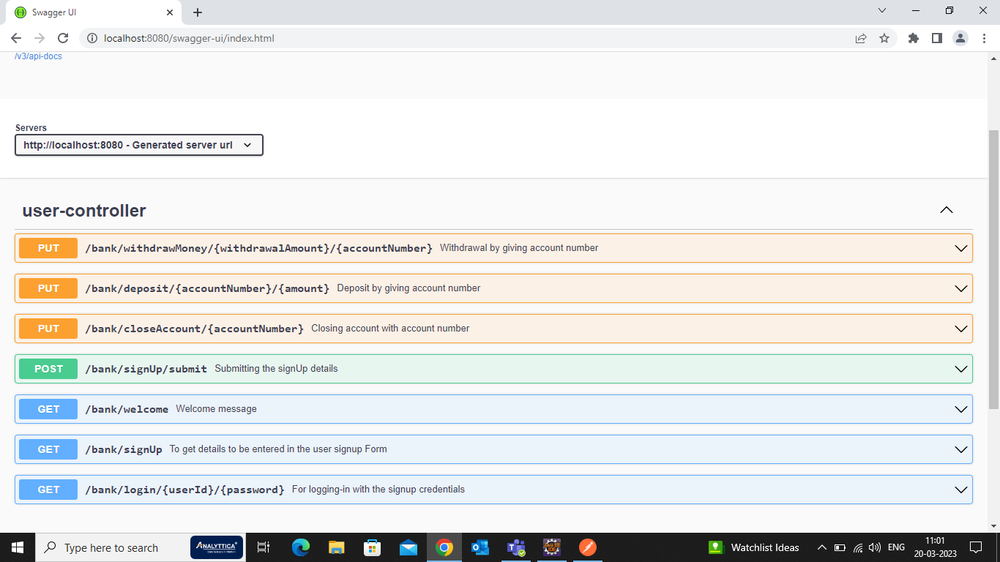 Swagger UI
localhost:8080/swagger-ui/index.html
/v3/api-docs
Servers
http://localhost:8080 - Generated server url
user-controller
PUT /bank/withdrawMoney/{withdrawalAmount}/{accountNumber} Withdrawal by giving account number
PUT /bank/deposit/{accountNumber}/{amount} Deposit by giving account number
PUT /bank/closeAccount/{accountNumber} Closing account with account number
POST /bank/signUp/submit Submitting the signUp details
GET /bank/welcome Welcome message
GET /bank/signUp To get details to be entered in the user signup Form
GET /bank/login/{userId}/{password} For logging-in with the signup credentials
Type here to search
ANALYTTICA
Data Science in Motion
Watchlist Ideas
ENG
11:01
20-03-2023